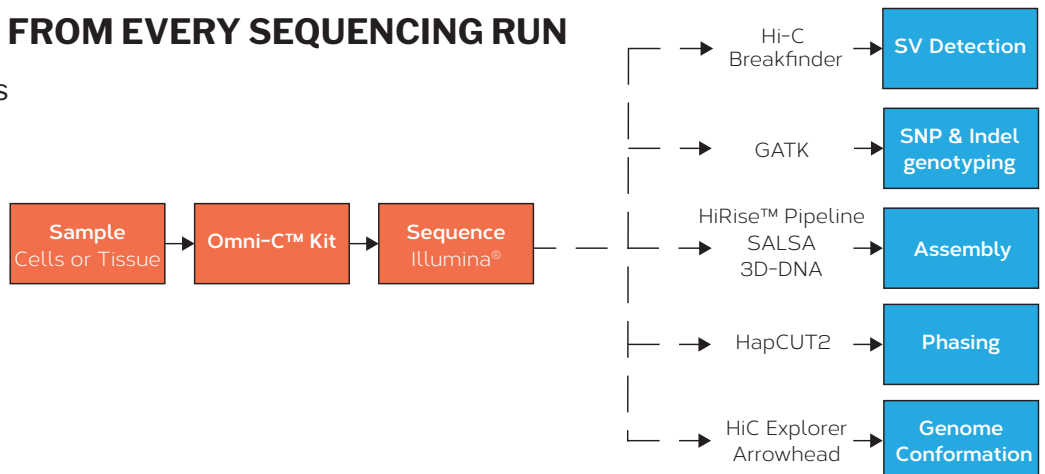 FROM EVERY SEQUENCING RUN
S
Sample
Cells or Tissue
Omni-C™ Kit
Sequence
Illumina®
Hi-C
Breakfinder
SV Detection
GATK
SNP & Indel
genotyping
HiRise™ Pipeline
SALSA
3D-DNA
Assembly
HapCUT2
Phasing
HiC Explorer
Arrowhead
Genome
Conformation